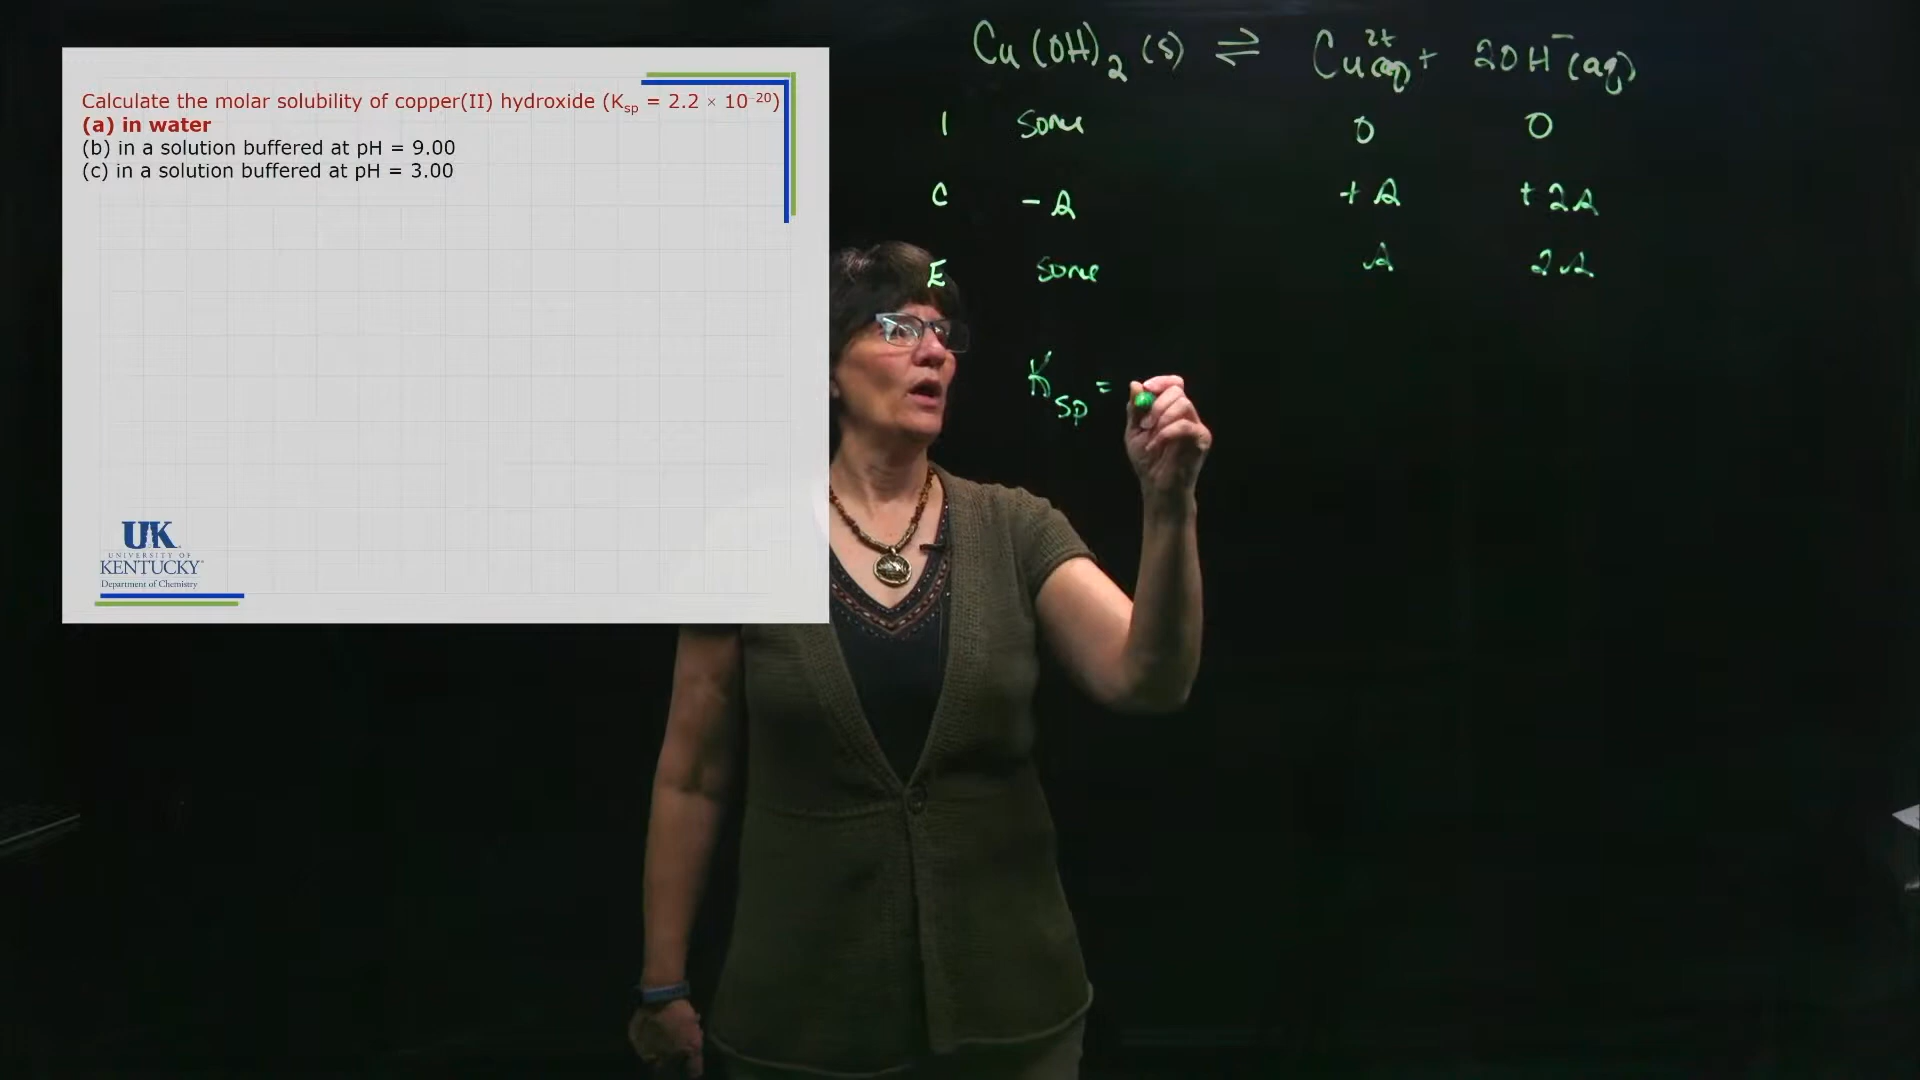 Calculate the molar solubility of copper(II) hydroxide (Ksp = 2.2 × 10⁻²⁰)
(a) in water
(b) in a solution buffered at pH = 9.00
(c) in a solution buffered at pH = 3.00
UK
UNIVERSITY OF
KENTUCKY
Department of Chemistry
Cu(OH)₂(s) ⇌ Cu²⁺(aq) + 2OH⁻(aq)
I some 0 0
C -s +s +2s
E some s 2s
Ksp =